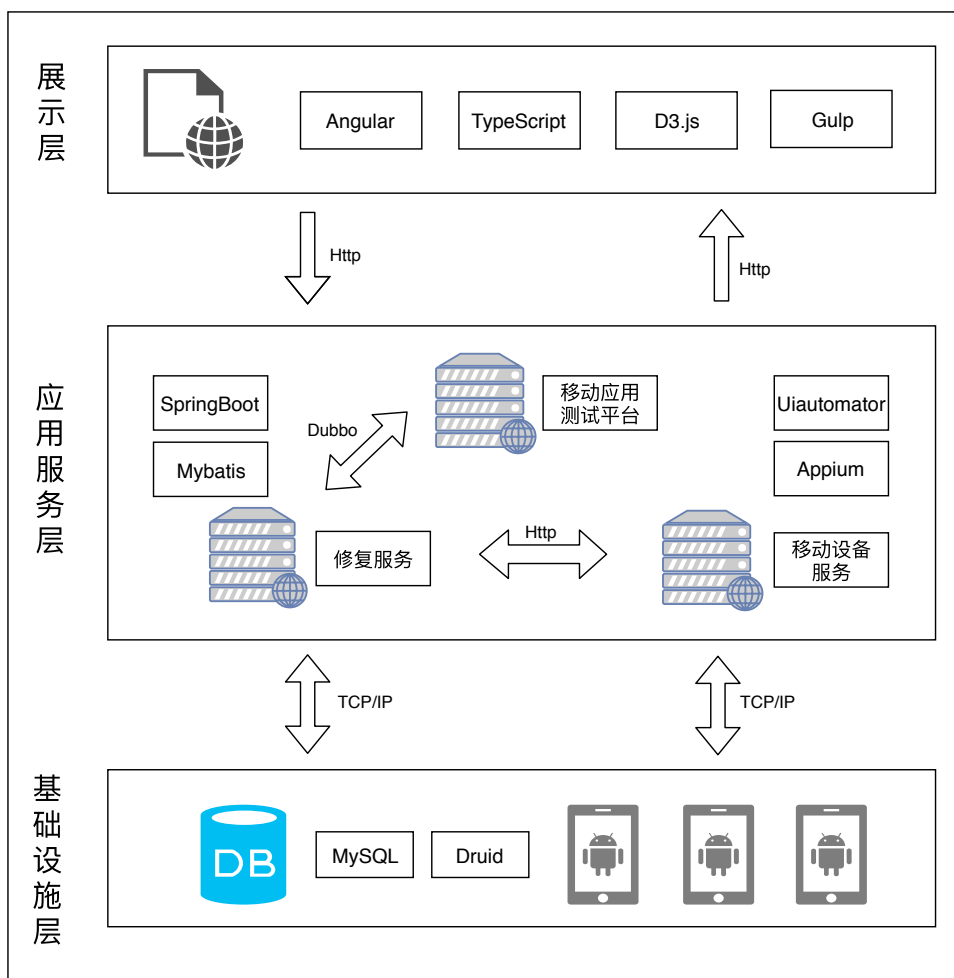 展示层
Angular
TypeScript
D3.js
Gulp
Http
Http
应用服务层
SpringBoot
Mybatis
Dubbo
移动应用
测试平台
Uiautomator
Appium
修复服务
Http
移动设备
服务
TCP/IP
TCP/IP
基础设施层
DB
MySQL
Druid